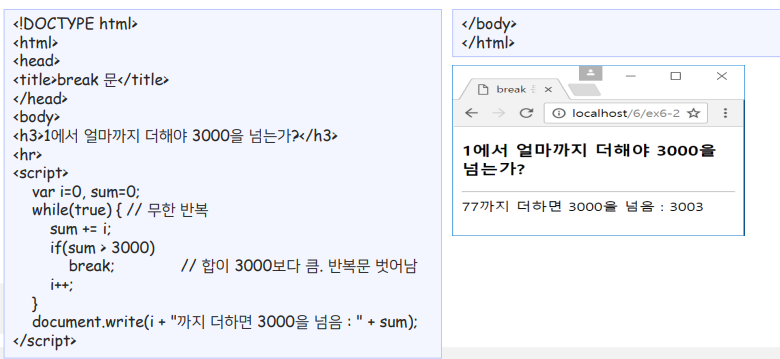 <!DOCTYPE html>
<html>
<head>
<title>break 문</title>
</head>
<body>
<h3>1에서 얼마까지 더해야 3000을 넘는가?</h3>
<hr>
<script>
var i=0, sum=0;
while(true) { // 무한 반복
sum += i;
if(sum > 3000)
break; // 합이 3000보다 큼. 반복문 벗어남
i++;
}
document.write(i + "까지 더하면 3000을 넘음 : " + sum);
</script>
</body>
</html>
break
localhost/6/ex6-2
1에서 얼마까지 더해야 3000을
넘는가?
77까지 더하면 3000을 넘음 : 3003